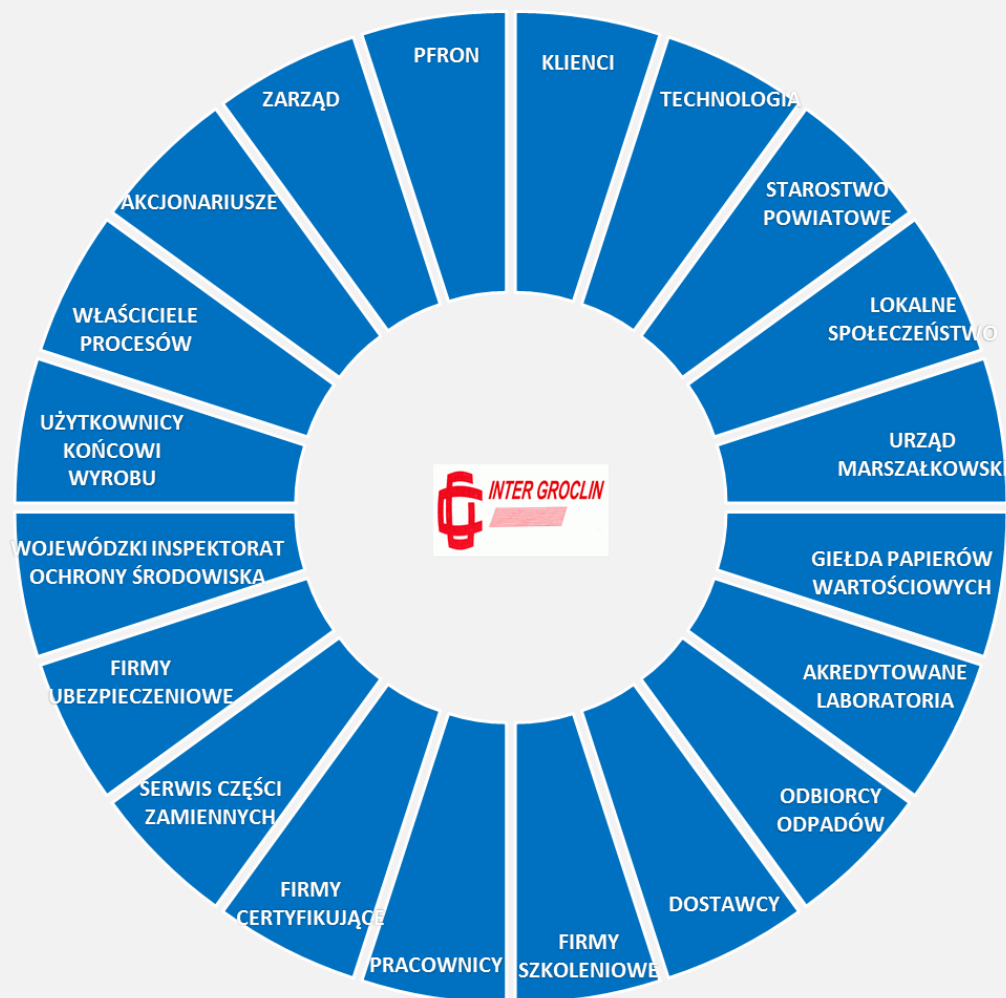 PFRON
KLIENCI
TECHNOLOGIA
STAROSTWO
POWIATOWE
LOKALNE
SPOŁECZEŃSTWO
URZĄD
MARSZAŁKOWSKI
GIEŁDA PAPIERÓW
WARTOŚCIOWYCH
AKREDYTOWANE
LABORATORIA
ODBIORCY
ODPADÓW
DOSTAWCY
FIRMY
SZKOLENIOWE
PRACOWNICY
FIRMY
CERTYFIKUJĄCE
SERWIS CZĘŚCI
ZAMIENNYCH
FIRMY
UBEZPIECZENIOWE
WOJEWÓDZKI INSPEKTORAT
OCHRONY ŚRODOWISKA
UŻYTKOWNICY
KOŃCOWI
WYROBU
WŁAŚCICIELE
PROCESÓW
AKCJONARIUSZE
ZARZĄD
INTER GROCLIN